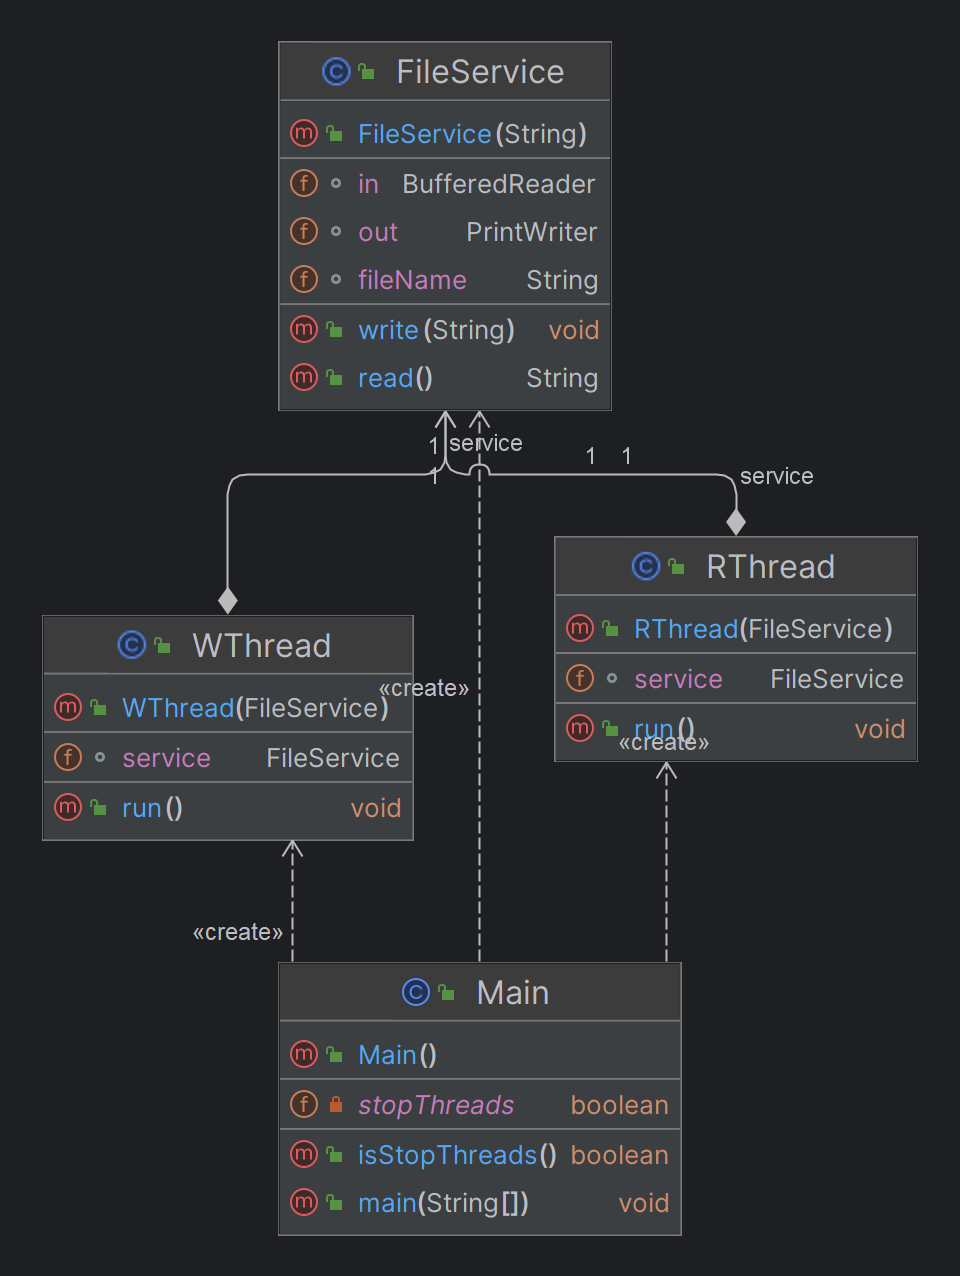 FileService
FileService(String)
in BufferedReader
out PrintWriter
fileName String
write(String) void
read() String
1 service
1
1 1
service
WThread
WThread(FileService)
service FileService
run() void
RThread
RThread(FileService)
service FileService
run() void
«create»
«create»
«create»
Main
Main()
stopThreads boolean
isStopThreads() boolean
main(String[]) void